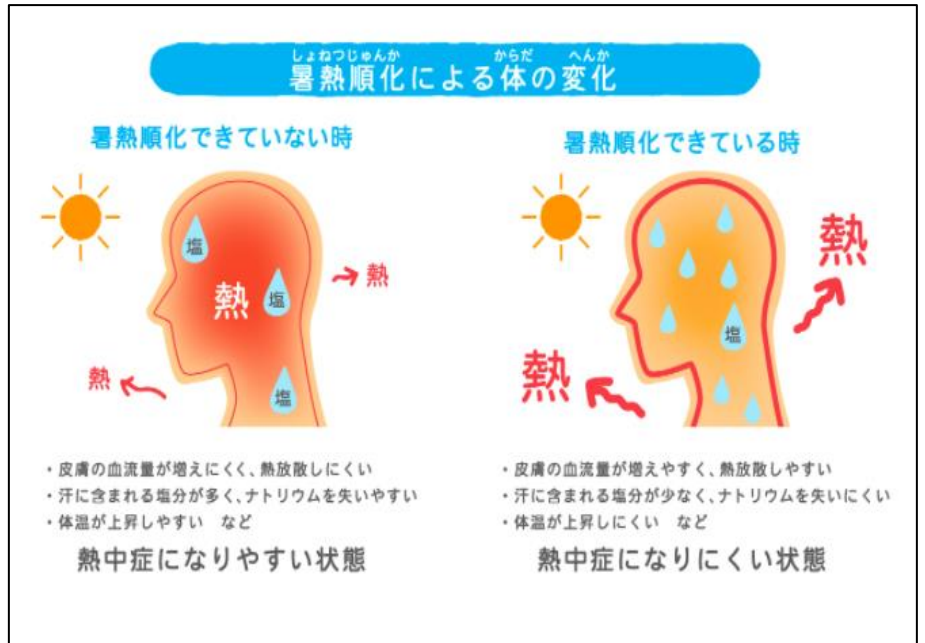 しょねつじゅんか からだ へんか
暑熱順化による体の変化
暑熱順化できていない時
塩
熱
塩
熱
熱
塩
・皮膚の血流量が増えにくく、熱放散しにくい
・汗に含まれる塩分が多く、ナトリウムを失いやすい
・体温が上昇しやすい など
熱中症になりやすい状態
暑熱順化できている時
熱
塩
熱
・皮膚の血流量が増えやすく、熱放散しやすい
・汗に含まれる塩分が少なく、ナトリウムを失いにくい
・体温が上昇しにくい など
熱中症になりにくい状態